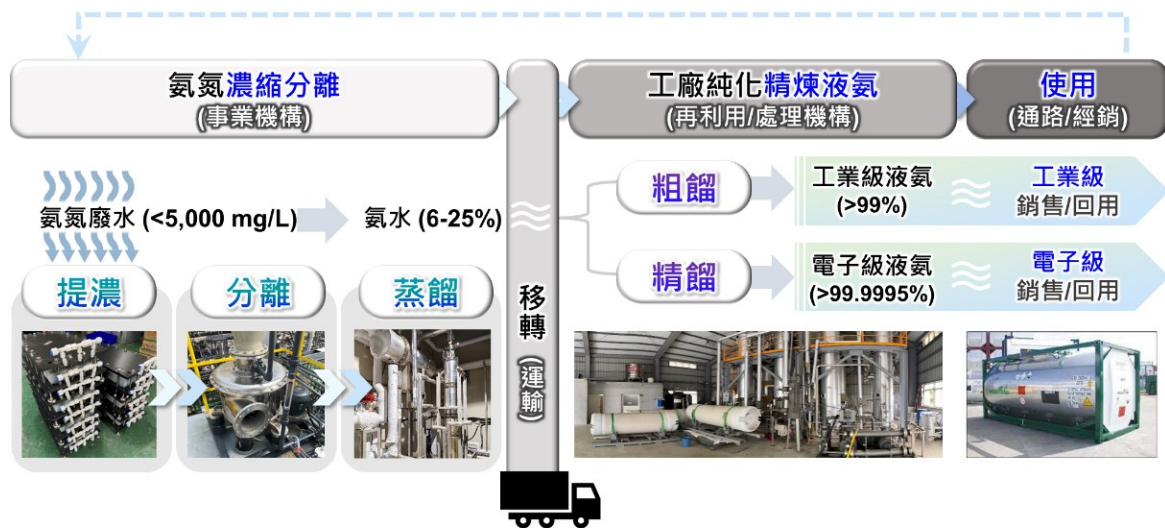 氨氮濃縮分離
(事業機構)
工廠純化精煉液氨
(再利用/處理機構)
使用
(通路/經銷)
氨氮廢水 (<5,000 mg/L)
氨水 (6-25%)
提濃
分離
蒸餾
移轉(運輸)
粗餾
工業級液氨
(>99%)
工業級
銷售/回用
精餾
電子級液氨
(>99.9995%)
電子級
銷售/回用